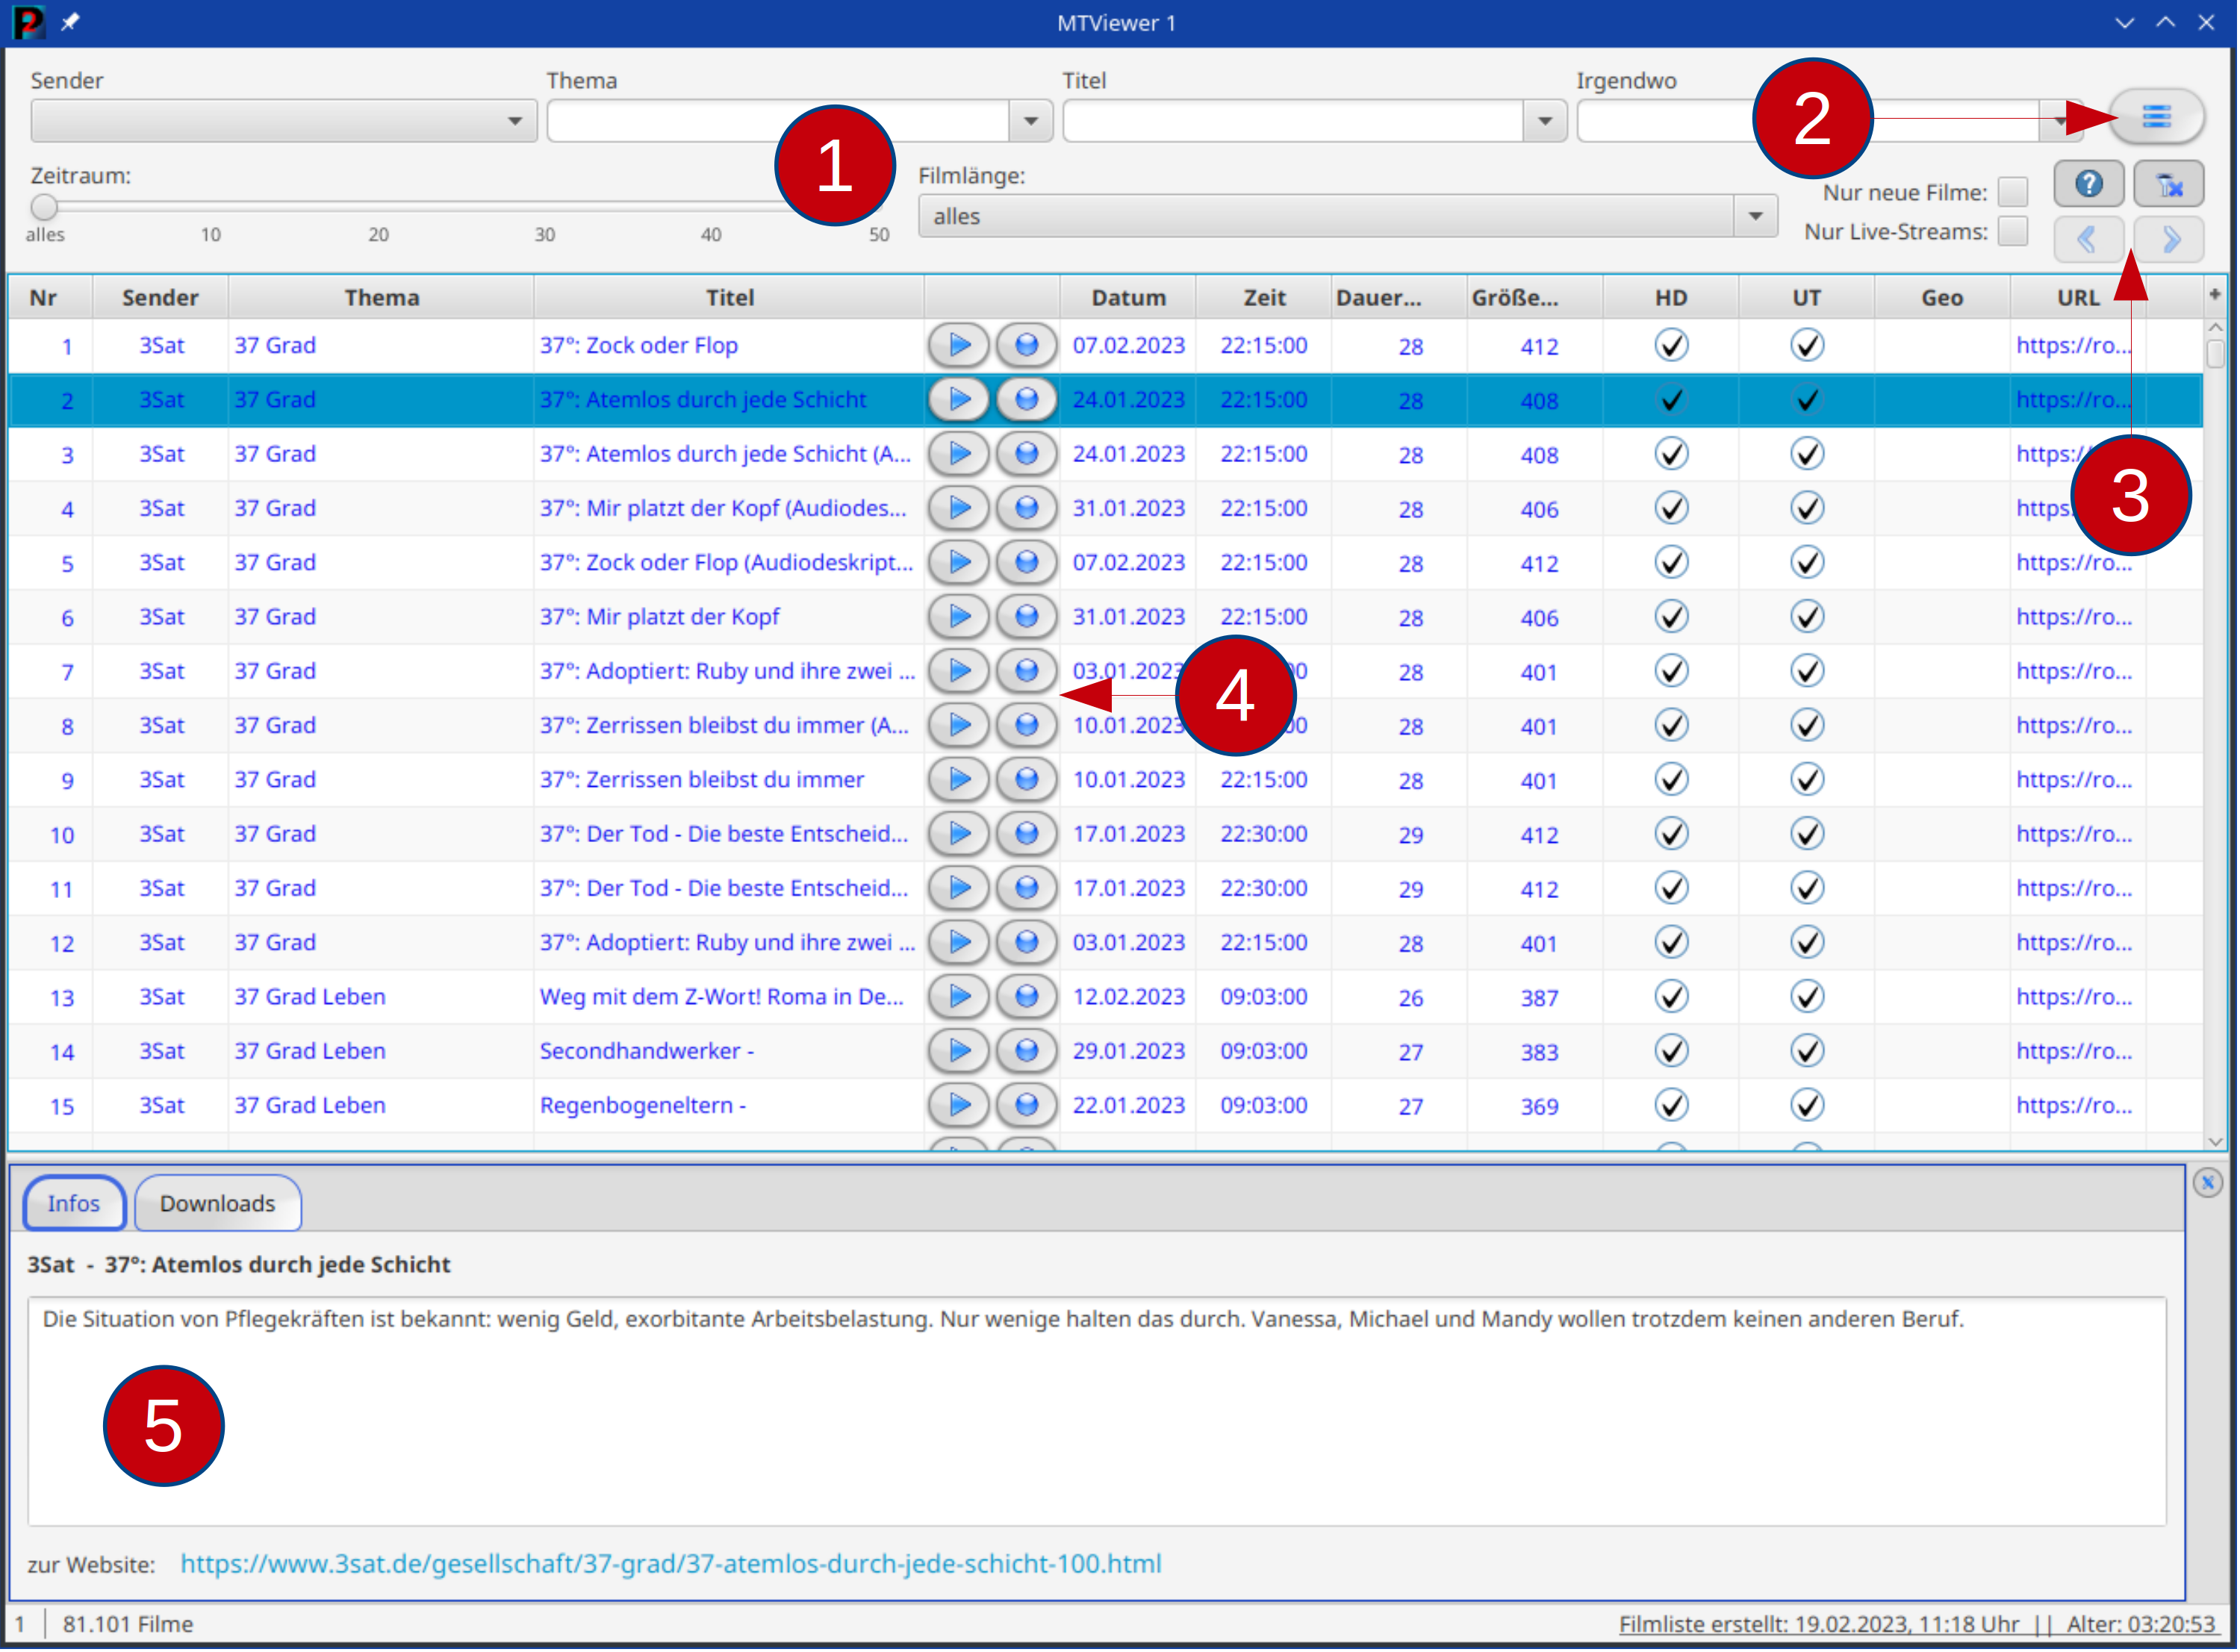 MTViewer 1
Sender Thema Titel Irgendwo
2
1
Zeitraum: Filmlänge:
alles
Nur neue Filme:
Nur Live-Streams:
alles 10 20 30 40 50
Nr Sender Thema Titel Datum Zeit Dauer... Größe... HD UT Geo URL +
1 3Sat 37 Grad 37°: Zock oder Flop 07.02.2023 22:15:00 28 412 https://ro...
2 3Sat 37 Grad 37°: Atemlos durch jede Schicht 24.01.2023 22:15:00 28 408 https://ro...
3 3Sat 37 Grad 37°: Atemlos durch jede Schicht (A... 24.01.2023 22:15:00 28 408 https:/
3
4 3Sat 37 Grad 37°: Mir platzt der Kopf (Audiodes... 31.01.2023 22:15:00 28 406 https:
5 3Sat 37 Grad 37°: Zock oder Flop (Audiodeskript... 07.02.2023 22:15:00 28 412 https://ro...
6 3Sat 37 Grad 37°: Mir platzt der Kopf 31.01.2023 22:15:00 28 406 https://ro...
7 3Sat 37 Grad 37°: Adoptiert: Ruby und ihre zwei ... 03.01.2023 28 401 https://ro...
4
8 3Sat 37 Grad 37°: Zerrissen bleibst du immer (A... 10.01.2023 28 401 https://ro...
9 3Sat 37 Grad 37°: Zerrissen bleibst du immer 10.01.2023 22:15:00 28 401 https://ro...
10 3Sat 37 Grad 37°: Der Tod - Die beste Entscheid... 17.01.2023 22:30:00 29 412 https://ro...
11 3Sat 37 Grad 37°: Der Tod - Die beste Entscheid... 17.01.2023 22:30:00 29 412 https://ro...
12 3Sat 37 Grad 37°: Adoptiert: Ruby und ihre zwei ... 03.01.2023 22:15:00 28 401 https://ro...
13 3Sat 37 Grad Leben Weg mit dem Z-Wort! Roma in De... 12.02.2023 09:03:00 26 387 https://ro...
14 3Sat 37 Grad Leben Secondhandwerker - 29.01.2023 09:03:00 27 383 https://ro...
15 3Sat 37 Grad Leben Regenbogeneltern - 22.01.2023 09:03:00 27 369 https://ro...
Infos Downloads
3Sat - 37°: Atemlos durch jede Schicht
Die Situation von Pflegekräften ist bekannt: wenig Geld, exorbitante Arbeitsbelastung. Nur wenige halten das durch. Vanessa, Michael und Mandy wollen trotzdem keinen anderen Beruf.
5
zur Website: https://www.3sat.de/gesellschaft/37-grad/37-atemlos-durch-jede-schicht-100.html
1 | 81.101 Filme Filmliste erstellt: 19.02.2023, 11:18 Uhr || Alter: 03:20:53